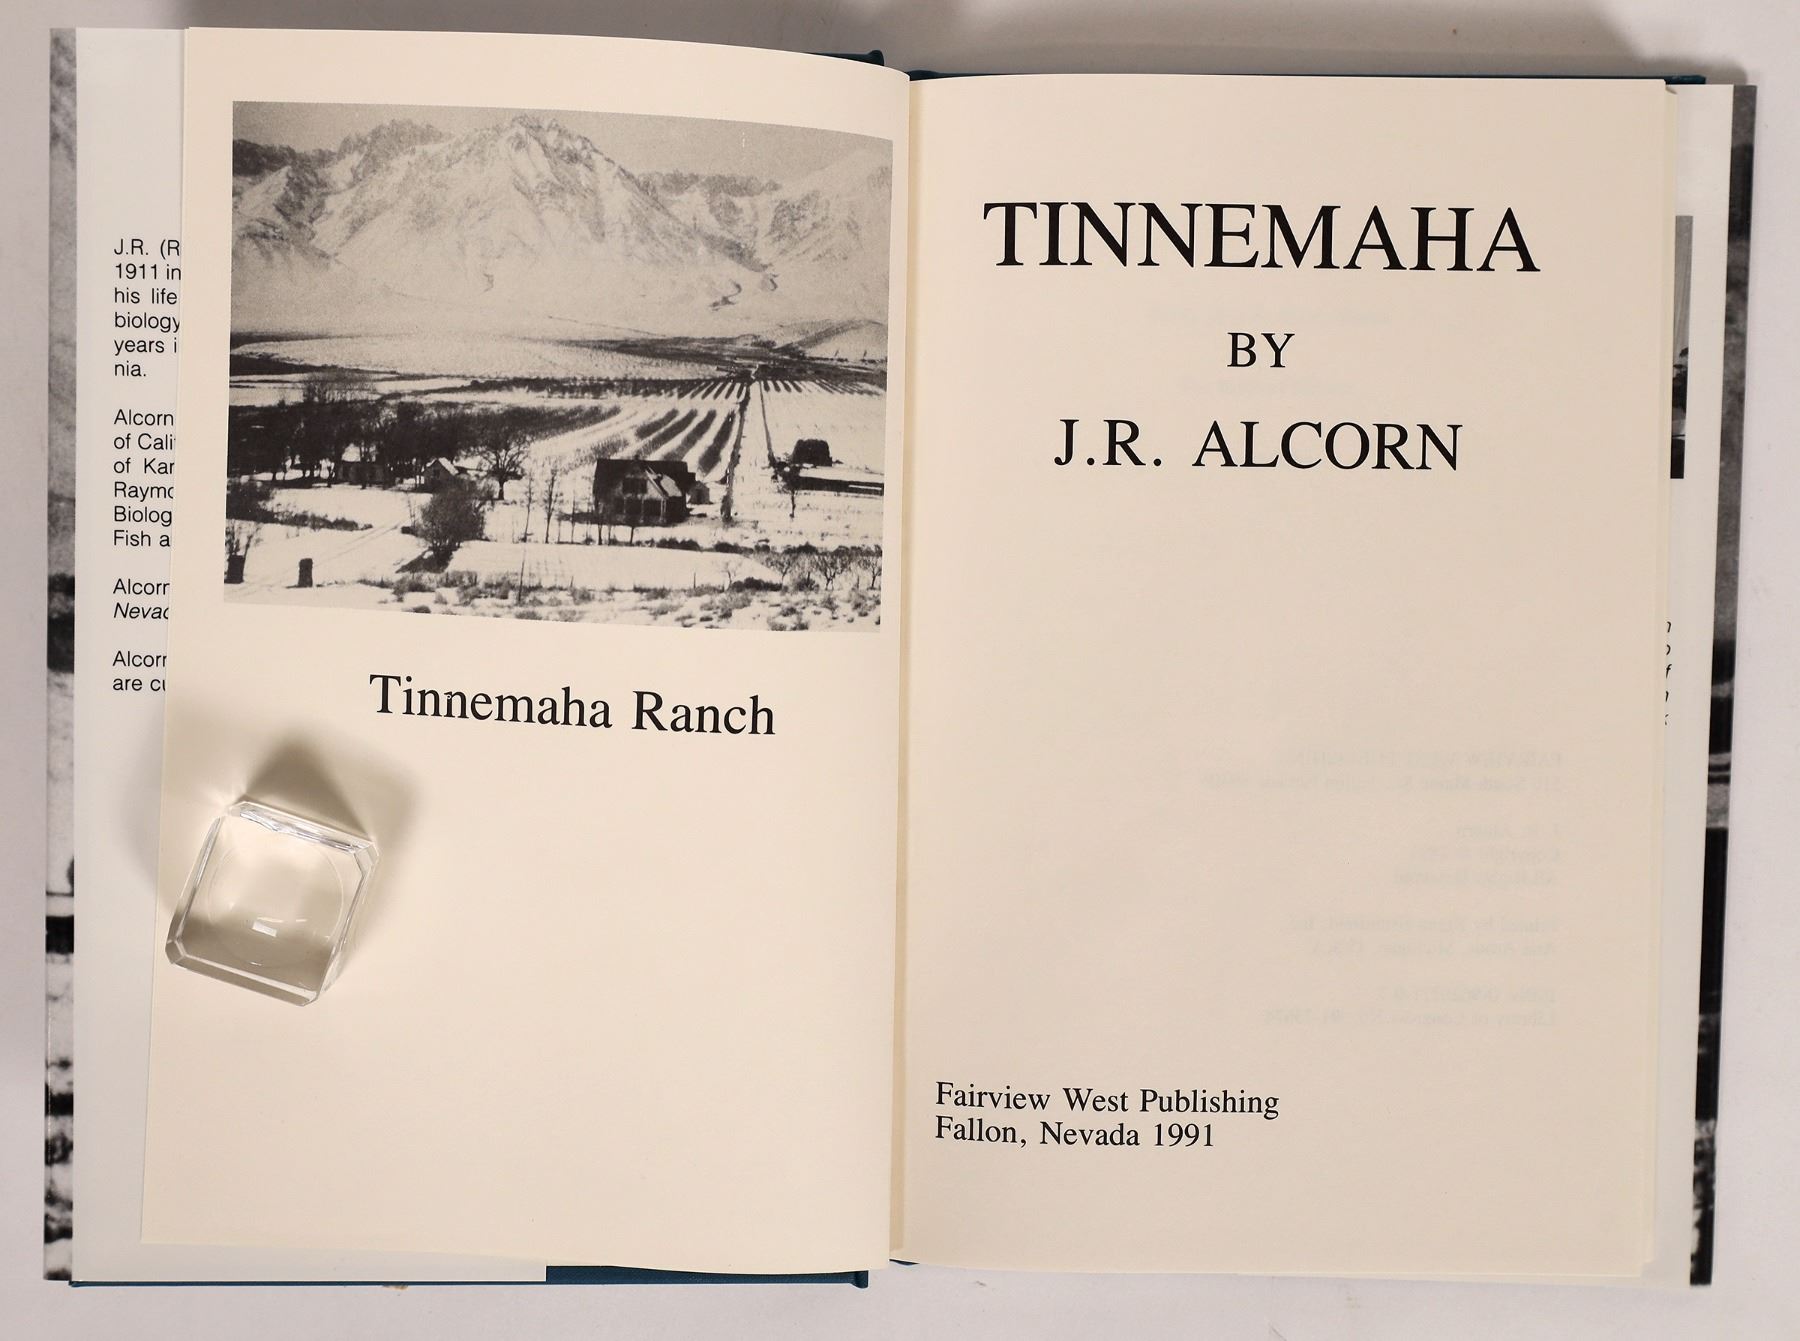 J.R. (R
1911 in
his life
biology
years i
nia.
Alcorn
of Cali
of Kan
Raymo
Biolog
Fish a
Alcorn
Nevad
Alcorn
are cu
Tinnemaha Ranch
TINNEMAHA
BY
J.R. ALCORN
Fairview West Publishing
Fallon, Nevada 1991